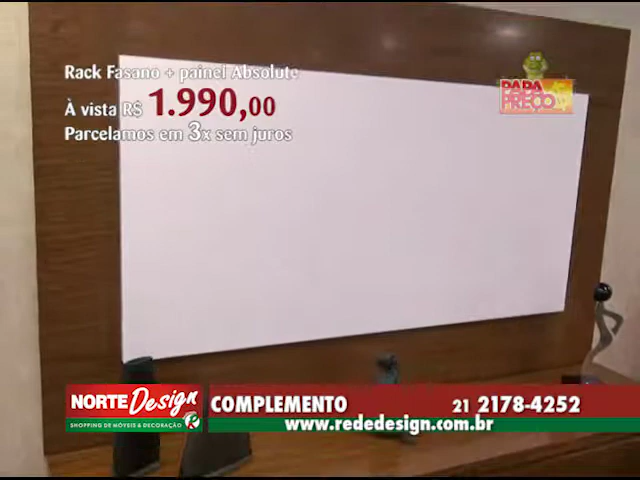 Rack Fasano + painel Absolute
À vista R$ 1.990,00
Parcelamos em 3x sem juros
PAPA
PREÇO
NORTE Design
SHOPPING DE MÓVEIS & DECORAÇÃO
COMPLEMENTO
21 2178-4252
www.rededesign.com.br